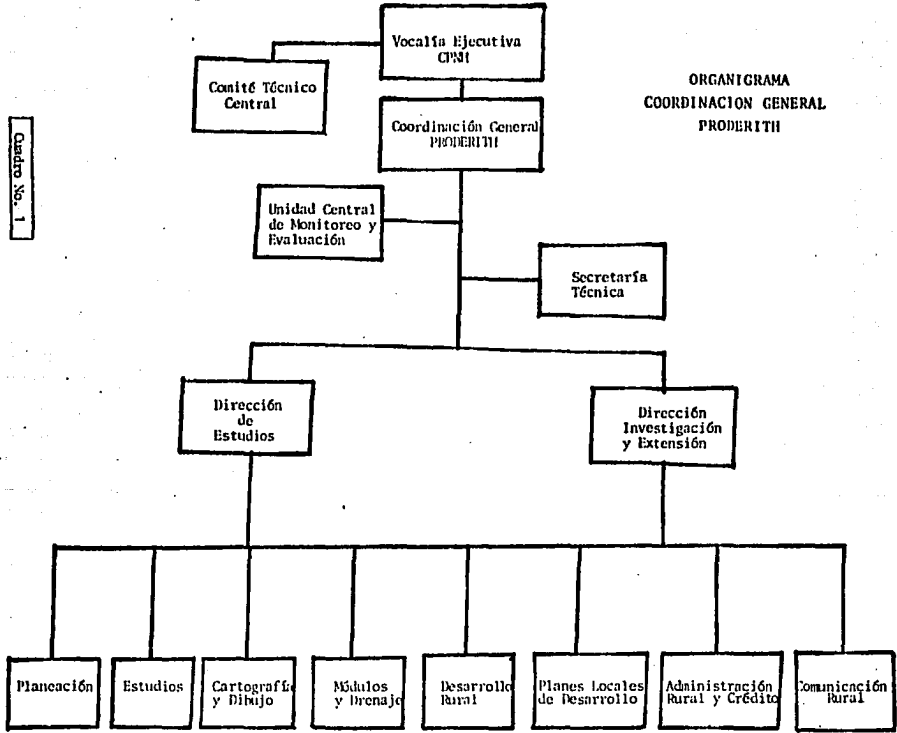 Vocalía Ejecutiva
CPNH
Comité Técnico
Central
ORGANIGRAMA
COORDINACION GENERAL
PRODERITH
Coordinación General
PRODERITH
Cuadro No. 1
Unidad Central
de Monitoreo y
Evaluación
Secretaría
Técnica
Dirección
de
Estudios
Dirección
Investigación
y Extensión
Planeación
Estudios
Cartografía
y Dibujo
Módulos
y Drenaje
Desarrollo
Rural
Planes Locales
de Desarrollo
Administración
Rural y Crédito
Comunicación
Rural